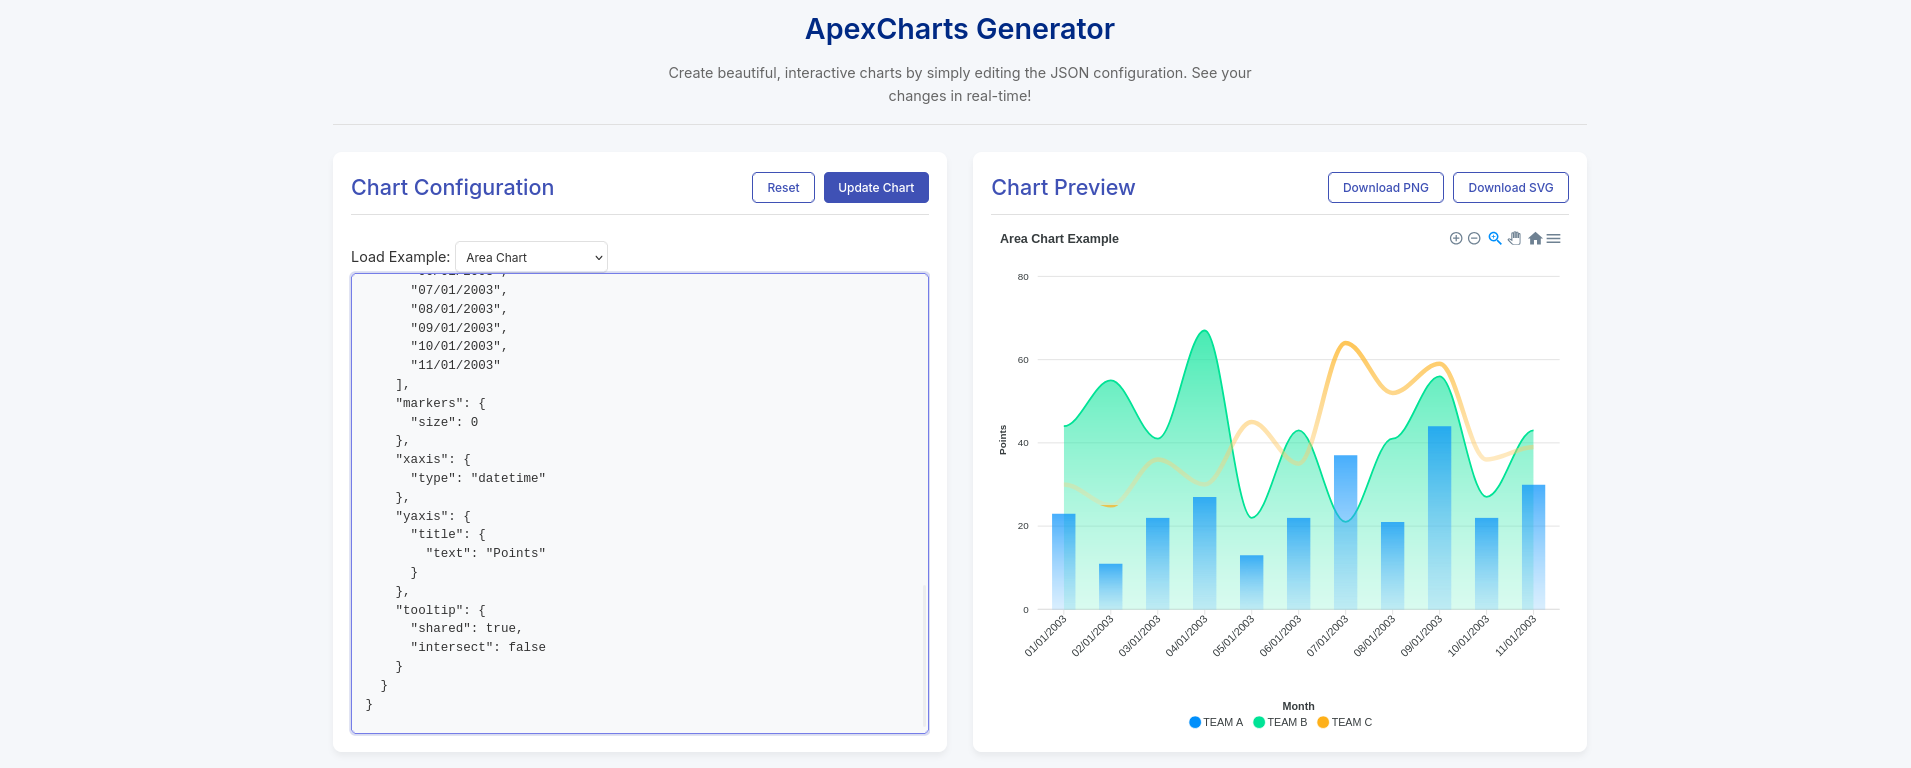 ApexCharts Generator
Create beautiful, interactive charts by simply editing the JSON configuration. See your
changes in real-time!
Chart Configuration
Reset
Update Chart
Load Example:
Area Chart
"07/01/2003",
"08/01/2003",
"09/01/2003",
"10/01/2003",
"11/01/2003"
],
"markers": {
"size": 0
},
"xaxis": {
"type": "datetime"
},
"yaxis": {
"title": {
"text": "Points"
}
},
"tooltip": {
"shared": true,
"intersect": false
}
}
}
Chart Preview
Download PNG
Download SVG
Area Chart Example
80
60
40
20
0
Points
01/01/2003
02/01/2003
03/01/2003
04/01/2003
05/01/2003
06/01/2003
07/01/2003
08/01/2003
09/01/2003
10/01/2003
11/01/2003
Month
TEAM A
TEAM B
TEAM C